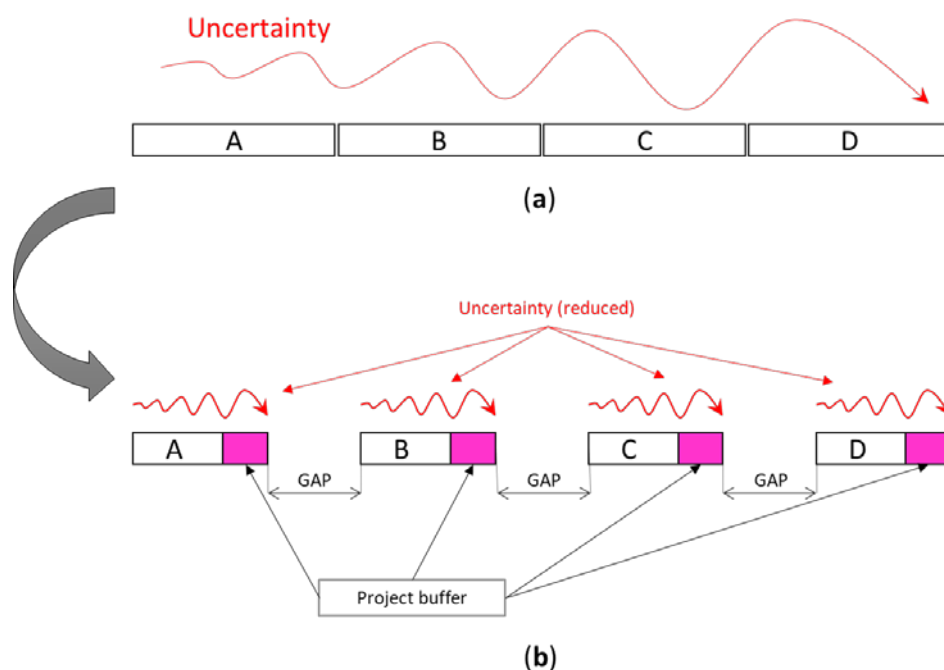 Uncertainty
A B C D
(a)
Uncertainty (reduced)
A B C D
GAP GAP GAP
Project buffer
(b)